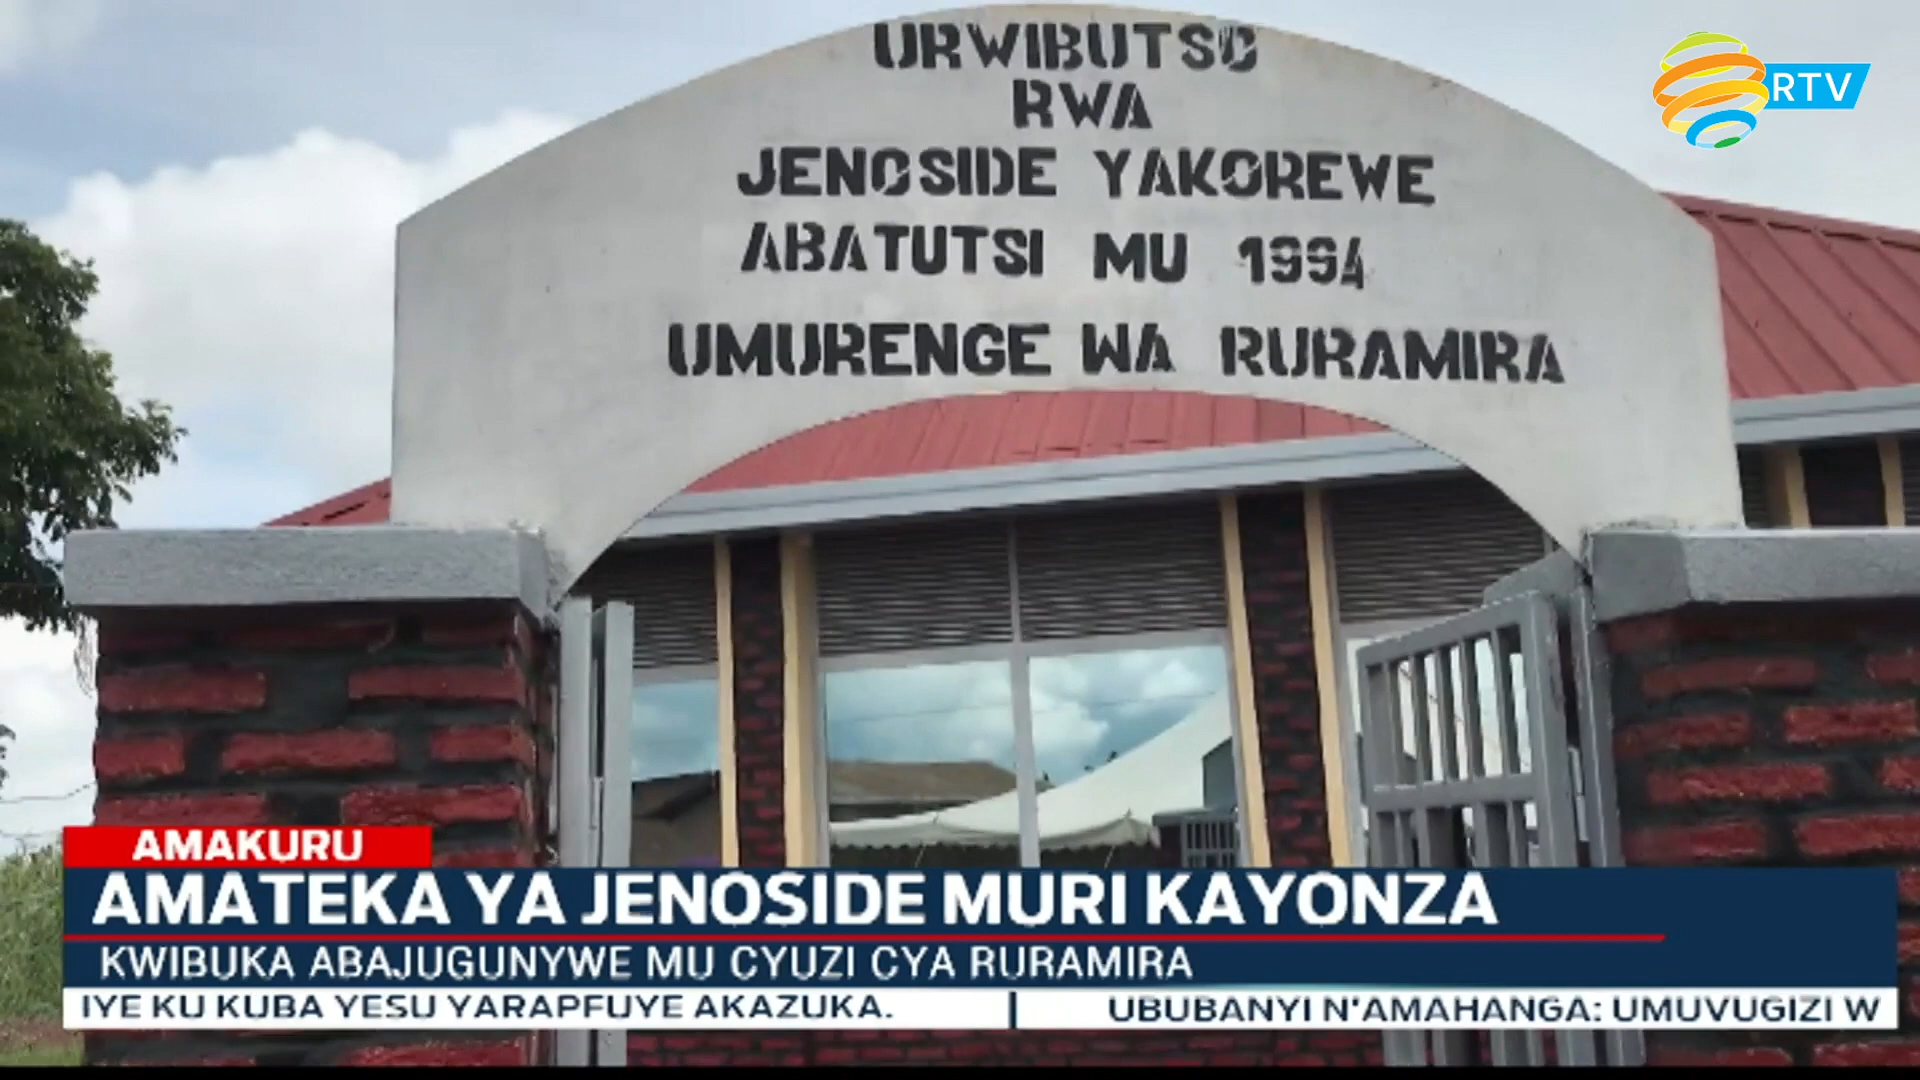 URWIBUTSO
RWA
JENOSIDE YAKOREWE
ABATUTSI MU 1994
UMURENGE WA RURAMIRA
RTV
AMAKURU
AMATEKA YA JENOSIDE MURI KAYONZA
KWIBUKA ABAJUGUNYWE MU CYUZI CYA RURAMIRA
IYE KU KUBA YESU YARAPFUYE AKAZUKA. | UBUBANYI N'AMAHANGA: UMUVUGIZI W